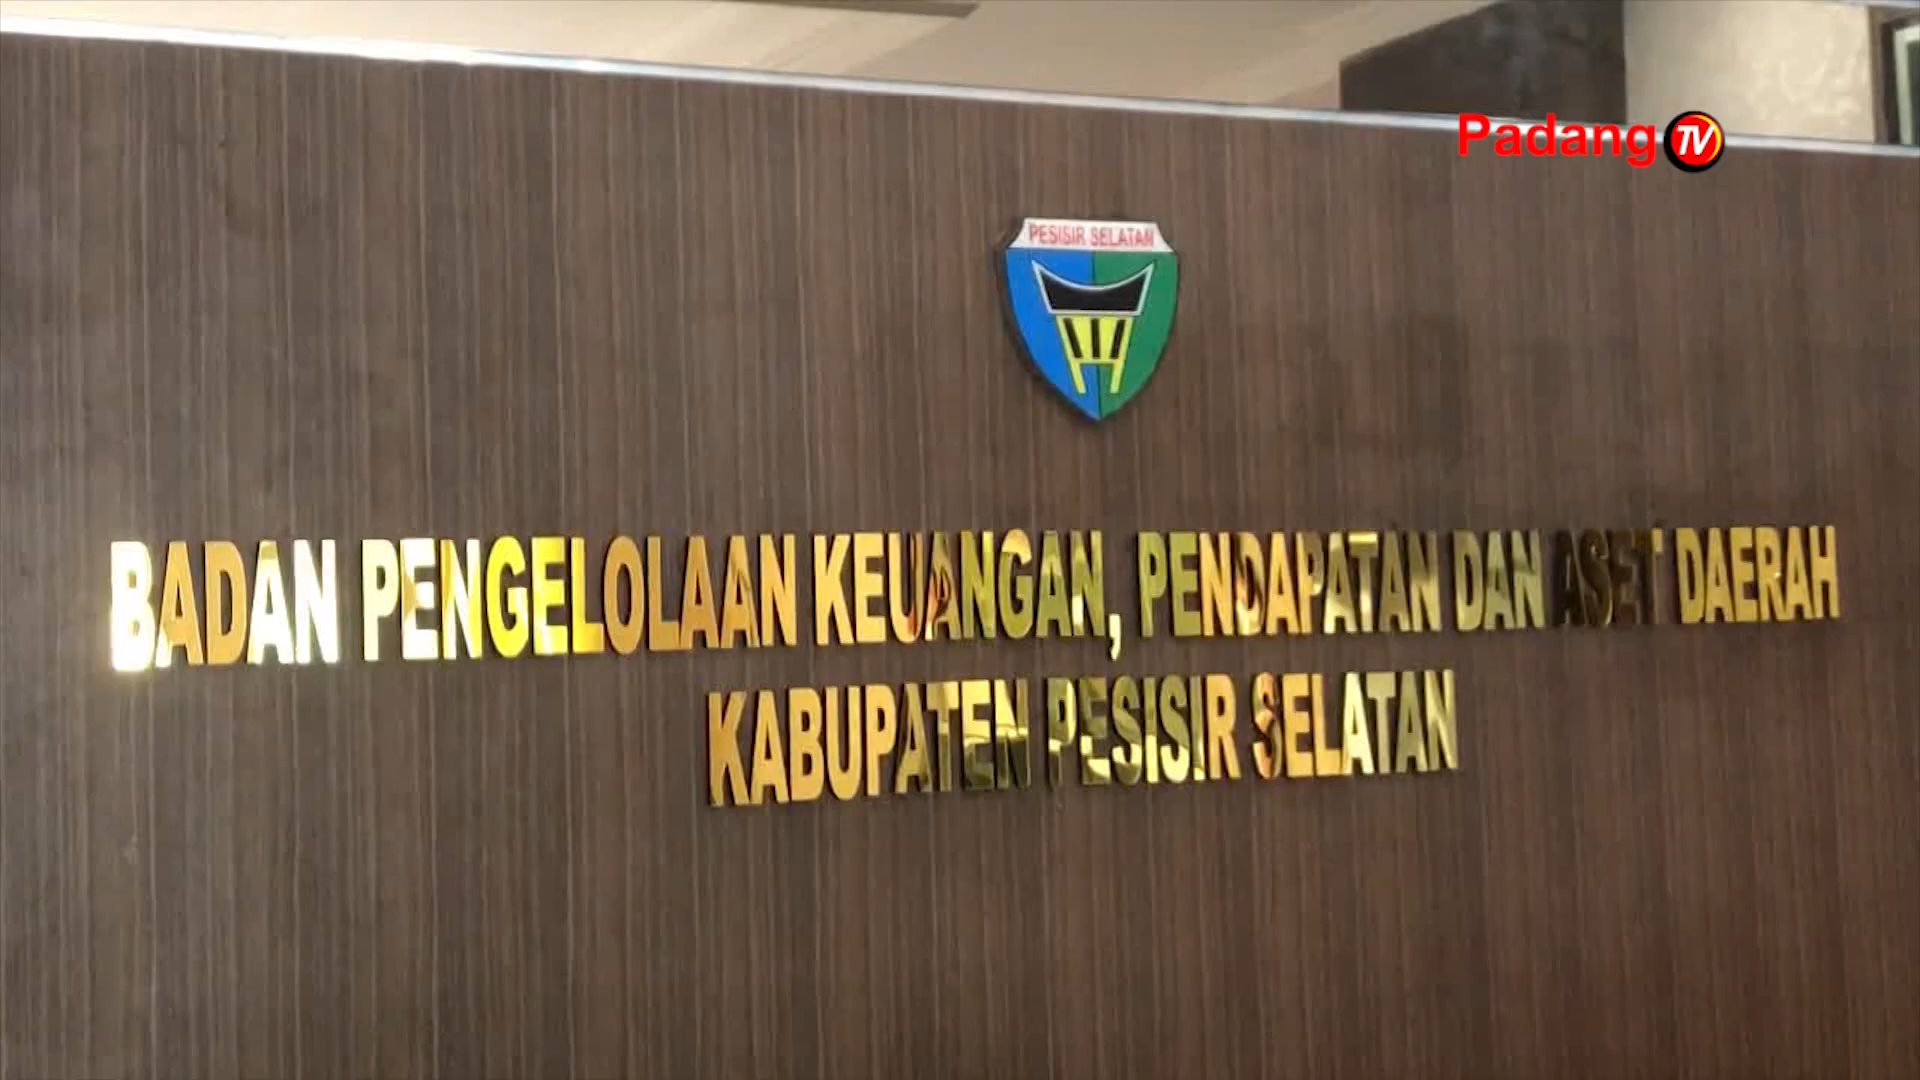 Padang TV
PESISIR SELATAN
BADAN PENGELOLAAN KEUANGAN, PENDAPATAN DAN ASET DAERAH
KABUPATEN PESISIR SELATAN